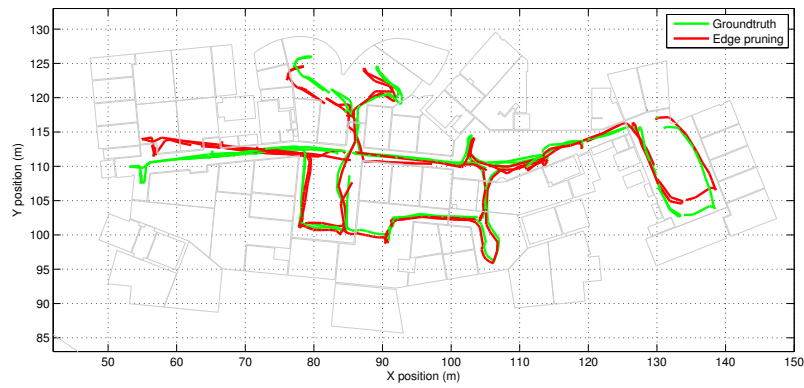 Groundtruth
Edge pruning
Y position (m)
130
125
120
115
110
105
100
95
90
85
50 60 70 80 90 100 110 120 130 140 150
X position (m)